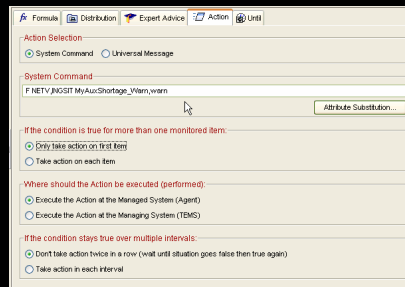 Formula Distribution Expert Advice Action Until
Action Selection
System Command Universal Message
System Command
F NETV,INGSIT MyAuxShortage_Warn,warn
Attribute Substitution...
If the condition is true for more than one monitored item:
Only take action on first item
Take action on each item
Where should the Action be executed (performed):
Execute the Action at the Managed System (Agent)
Execute the Action at the Managing System (TEMS)
If the condition stays true over multiple intervals:
Don't take action twice in a row (wait until situation goes false then true again)
Take action in each interval